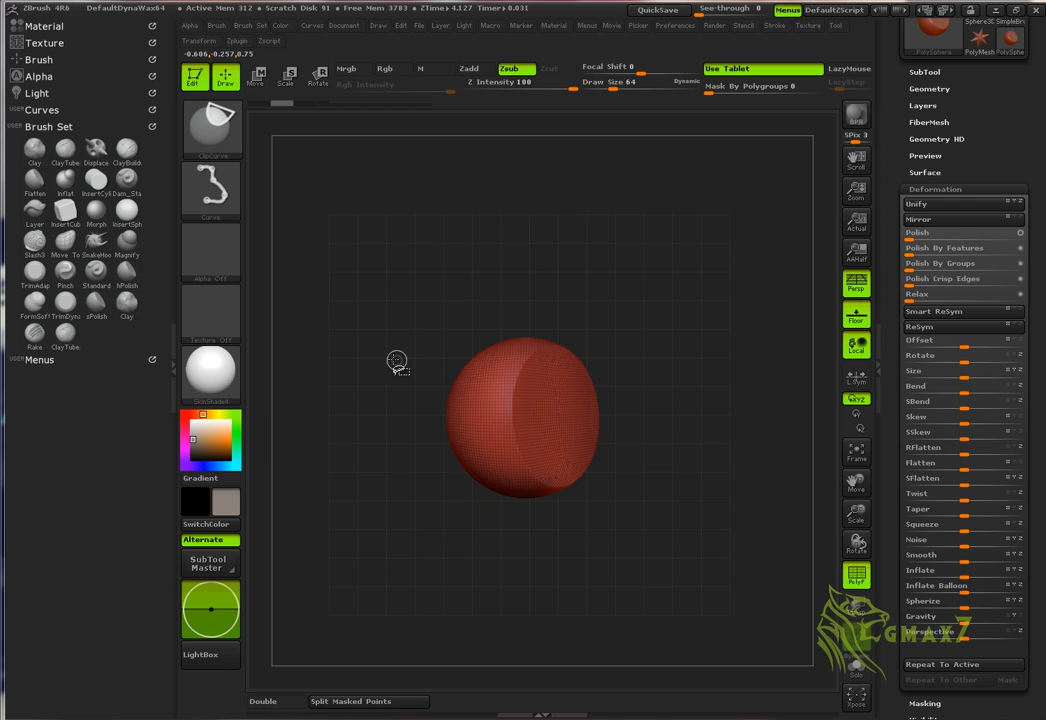 ZBrush 4R6 DefaultDynaWax64 • Active Mem 312 • Scratch Disk 91 • Free Mem 3783 • ZTime▸4.127 Timer▸0.031 QuickSave See-through 0 Menus DefaultZScript
Alpha Brush Brush Set Color Curves Document Draw Edit File Layer Light Macro Marker Material Menus Movie Picker Preferences Render Stencil Stroke Texture Tool
Transform Zplugin Zscript
-0.606,-0.257,0.75
Edit Draw Move Scale Rotate
Mrgb Rgb M Zadd Zsub Zcut Focal Shift 0 Use Tablet LazyMouse
Rgb Intensity Z Intensity 100 Draw Size 64 Dynamic Mask By Polygroups 0 LazyStep
Material
Texture
Brush
Alpha
Light
USER Curves
USER Brush Set
Clay ClayTube Displace ClayBuild
Flatten Inflat InsertCyl Dam_Sta
Layer InsertCub Morph InsertSph
Slash3 Move To SnakeHoo Magnify
TrimAdap Pinch Standard hPolish
FormSoft TrimDyna sPolish Clay
Rake ClayTube
USER Menus
ClipCurve
Curve
Alpha Off
Texture Off
SkinShade4
Gradient
SwitchColor
Alternate
SubTool
Master
LightBox
Double Split Masked Points
BPR
SPix 3
Scroll
Zoom
Actual
AAHalf
Persp
Floor
Local
L.Sym
XYZ
Frame
Move
Scale
Rotate
PolyF
Solo
Xpose
Sphere3D SimpleBr
PolySphere PolyMesh PolySphe
SubTool
Geometry
Layers
FiberMesh
Geometry HD
Preview
Surface
Deformation
Unify
Mirror
Polish
Polish By Features
Polish By Groups
Polish Crisp Edges
Relax
Smart ReSym
ReSym
Offset
Rotate
Size
Bend
SBend
Skew
SSkew
RFlatten
Flatten
SFlatten
Twist
Taper
Squeeze
Noise
Smooth
Inflate
Inflate Balloon
Spherize
Gravity
Perspective
Repeat To Active
Repeat To Other Mask
Masking
GMAX7